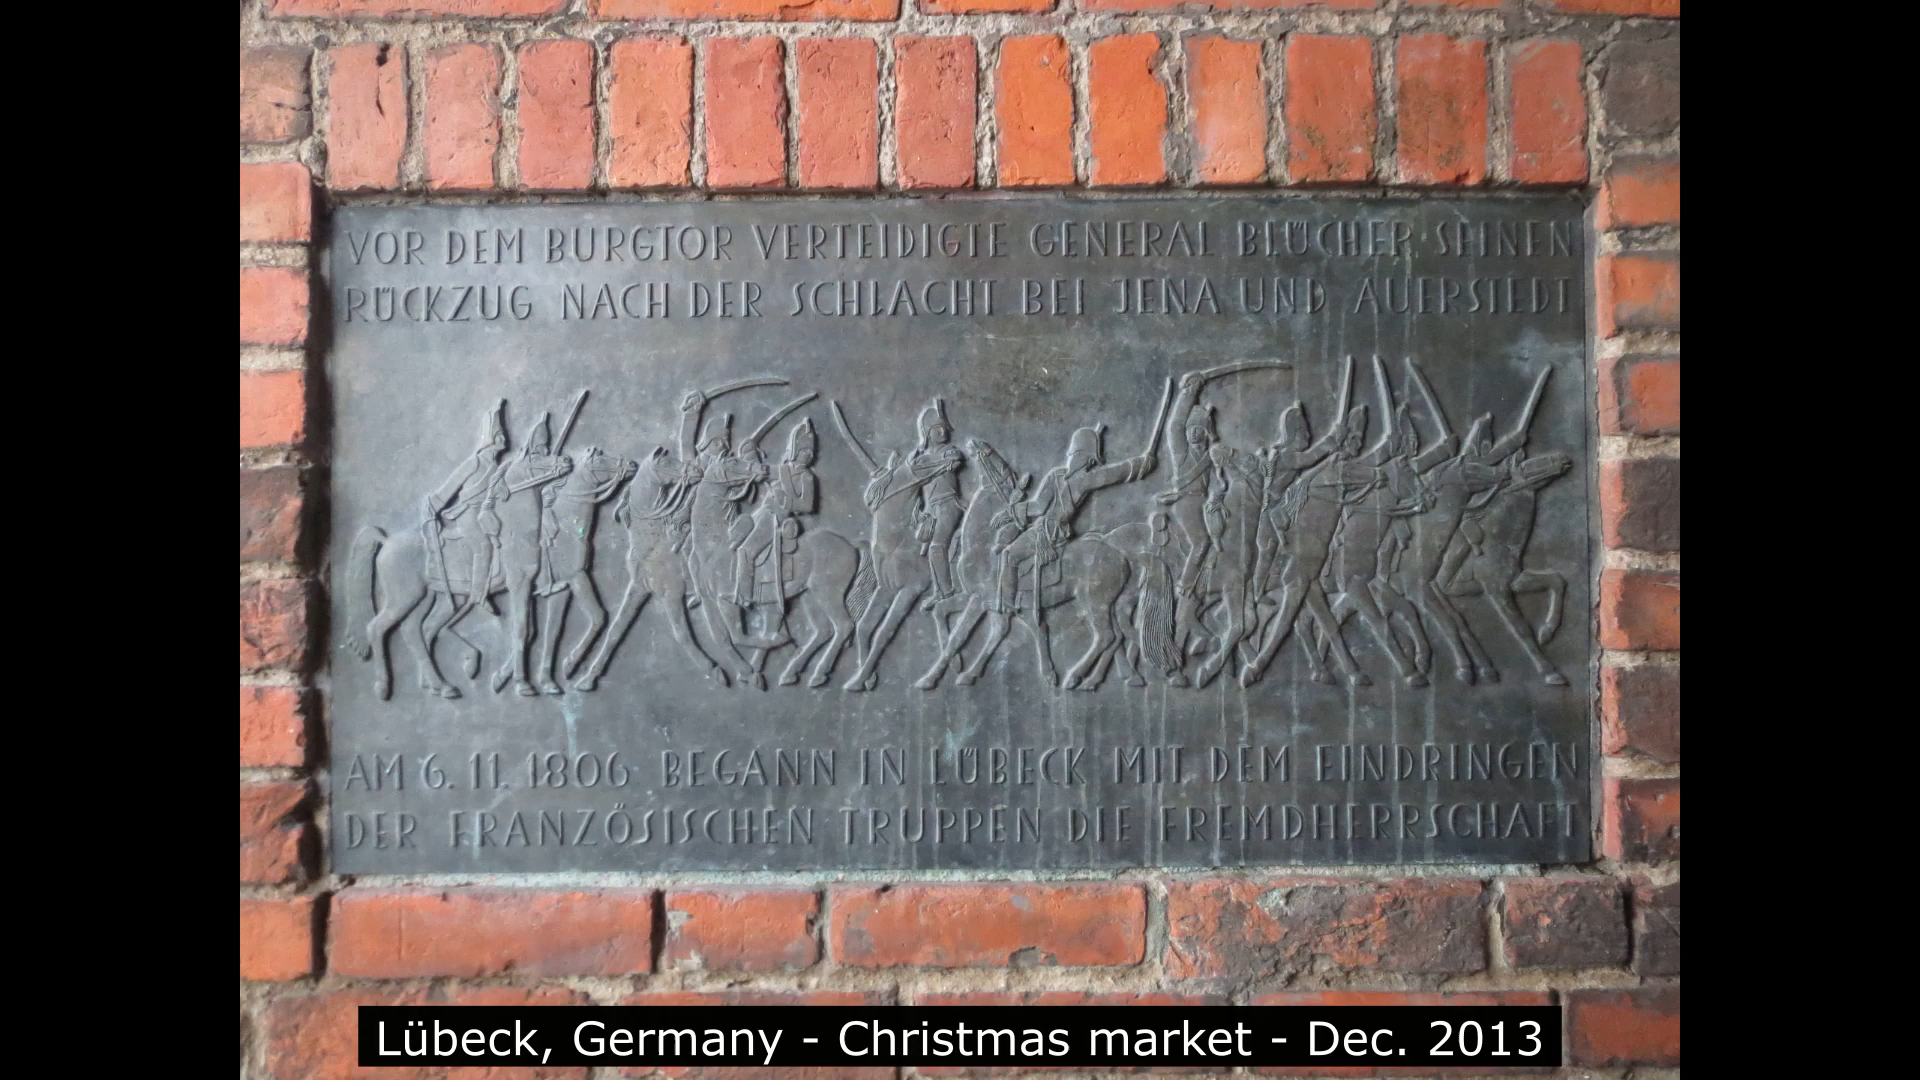 VOR DEM BURGTOR VERTEIDIGTE GENERAL BLÜCHER SEINEN
RÜCKZUG NACH DER SCHLACHT BEI JENA UND AUERSTEDT
AM 6. 11. 1806 BEGANN IN LÜBECK MIT DEM EINDRINGEN
DER FRANZÖSISCHEN TRUPPEN DIE FREMDHERRSCHAFT
Lübeck, Germany - Christmas market - Dec. 2013